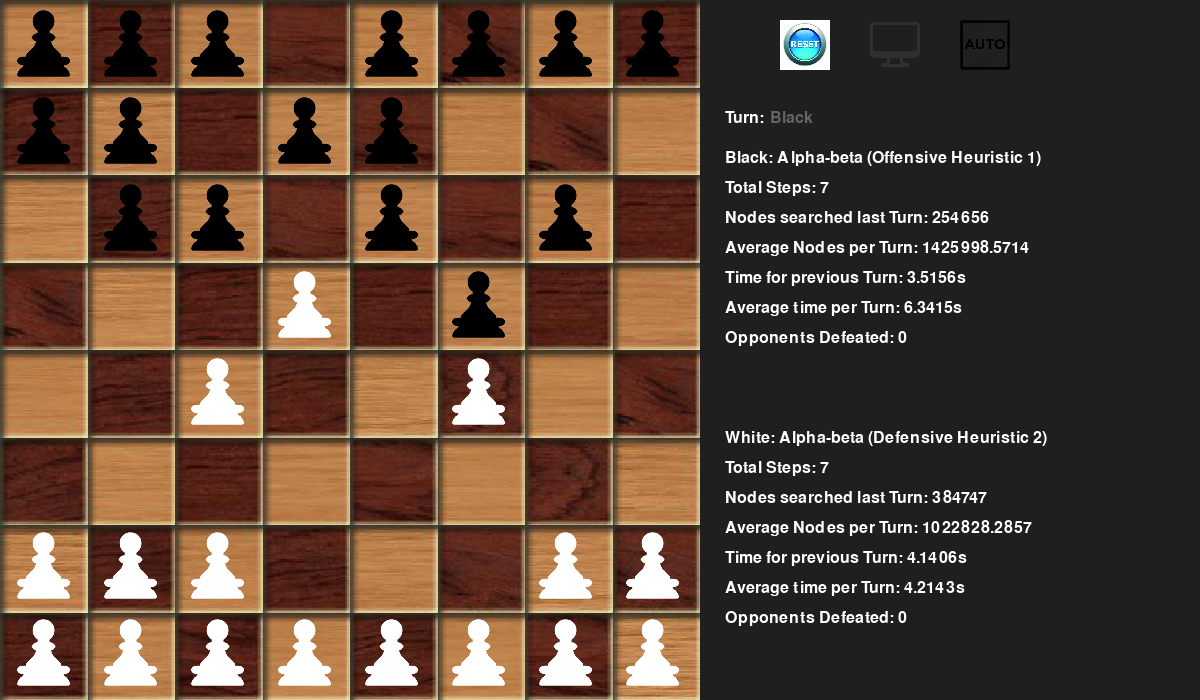 RESET
AUTO
Turn: Black
Black: Alpha-beta (Offensive Heuristic 1)
Total Steps: 7
Nodes searched last Turn: 254656
Average Nodes per Turn: 1425998.5714
Time for previous Turn: 3.5156s
Average time per Turn: 6.3415s
Opponents Defeated: 0
White: Alpha-beta (Defensive Heuristic 2)
Total Steps: 7
Nodes searched last Turn: 384747
Average Nodes per Turn: 1022828.2857
Time for previous Turn: 4.1406s
Average time per Turn: 4.2143s
Opponents Defeated: 0